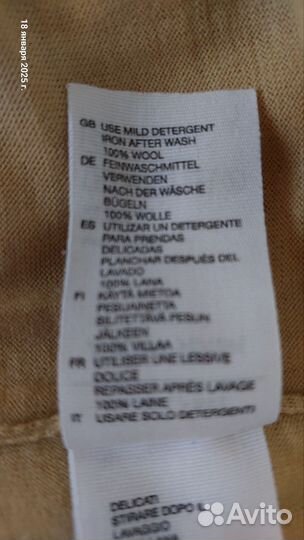 18 января 2025 г.
GB USE MILD DETERGENT
IRON AFTER WASH
100% WOOL
DE FEINWASCHMITTEL
VERWENDEN
NACH DER WÄSCHE
BÜGELN
100% WOLLE
ES UTILIZAR UN DETERGENTE
PARA PRENDAS
DELICADAS
PLANCHAR DESPUÉS DEL
LAVADO
100% LANA
FI KÄYTÄ MIETOA
PESUAINETTA
SILITETTÄVÄ PESUN
JÄLKEEN
100% VILLAA
FR UTILISER UNE LESSIVE
DOUCE
REPASSER APRÈS LAVAGE
100% LAINE
IT USARE SOLO DETERGENTI
DELICATI
STIRARE DOPO IL
LAVAGGIO
Avito